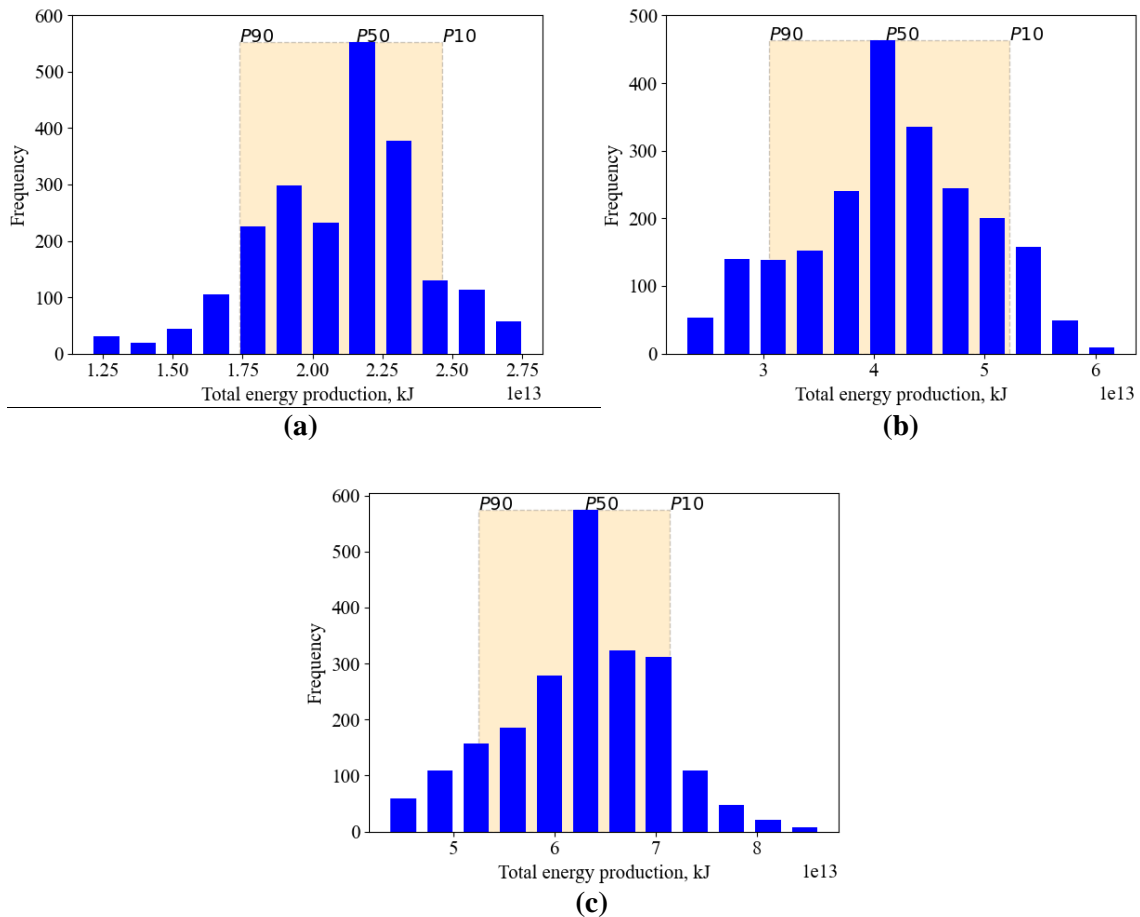 600
500
400
300
200
100
0
Frequency
P90 P50 P10
1.25 1.50 1.75 2.00 2.25 2.50 2.75
Total energy production, kJ
1e13
(a)
500
400
300
200
100
0
Frequency
P90 P50 P10
3 4 5 6
Total energy production, kJ
1e13
(b)
600
500
400
300
200
100
0
Frequency
P90 P50 P10
5 6 7 8
Total energy production, kJ
1e13
(c)